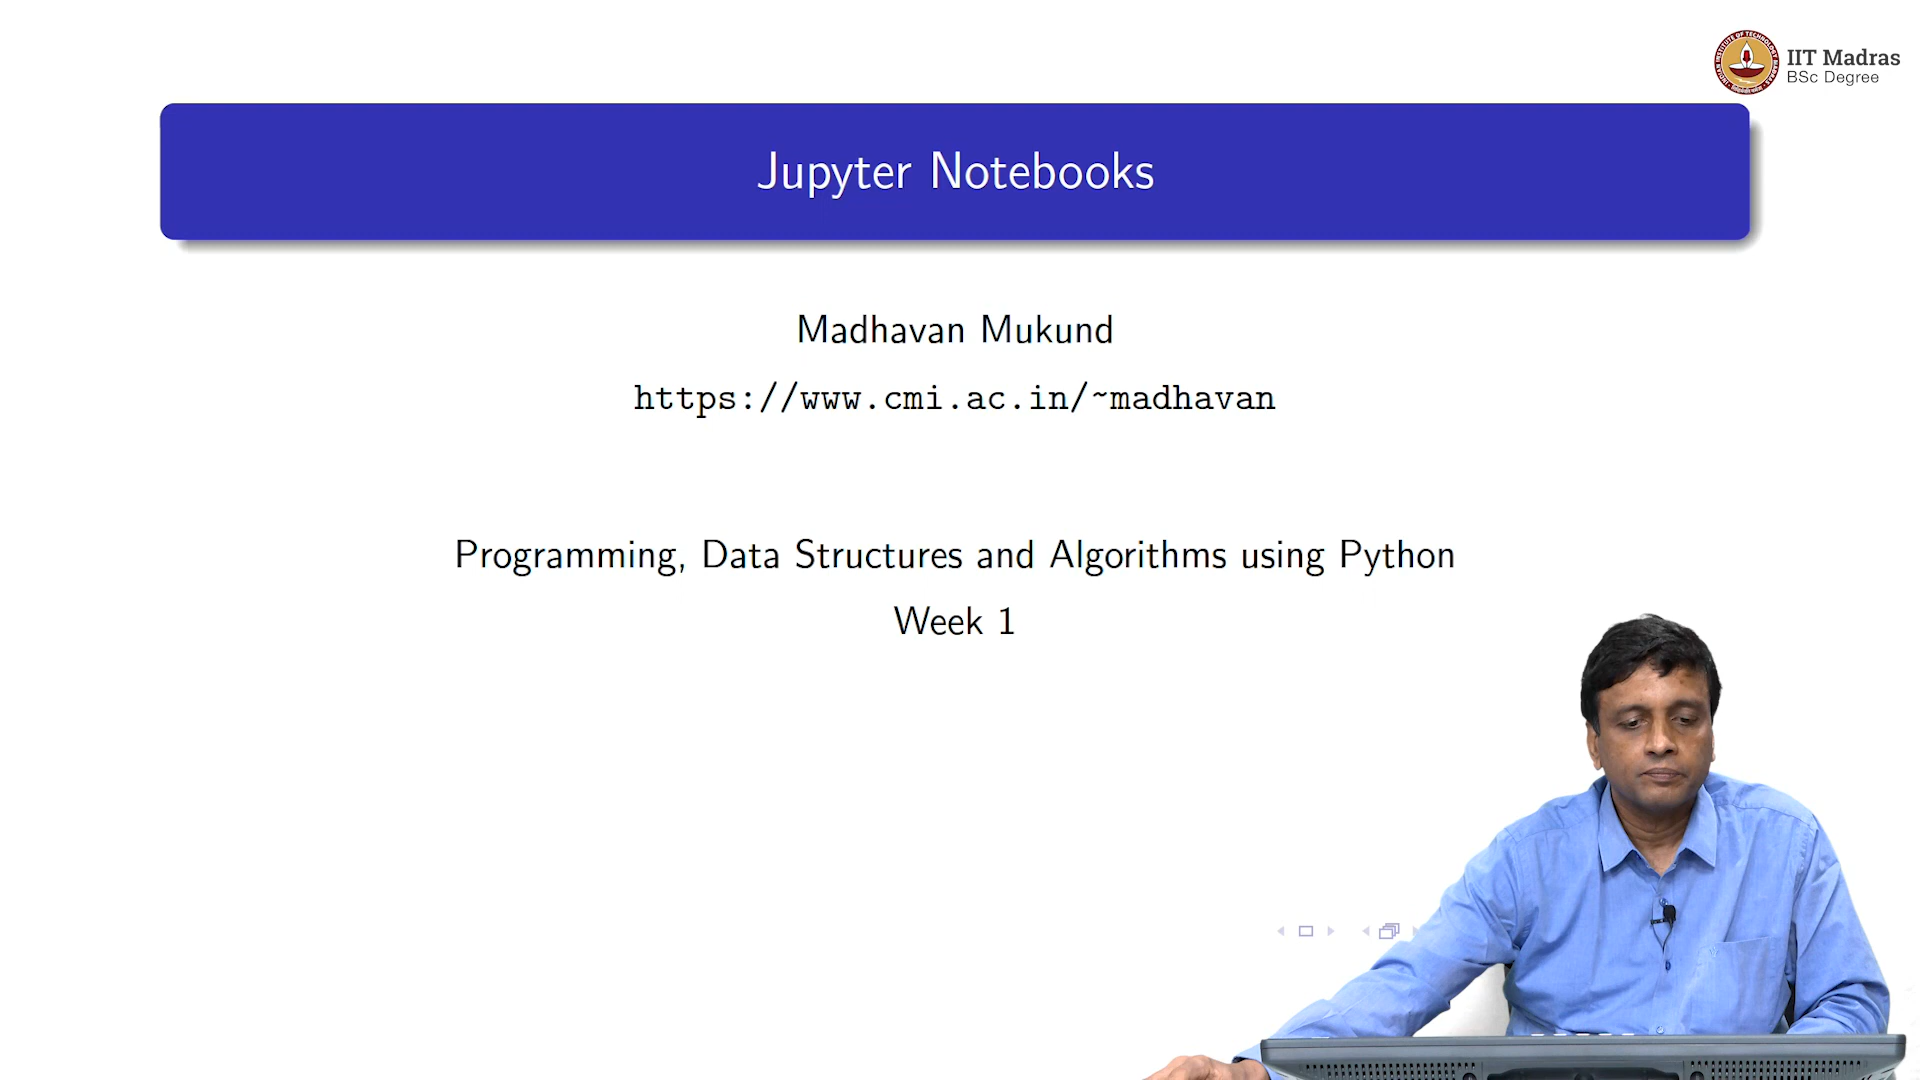 IIT Madras
BSc Degree
Jupyter Notebooks
Madhavan Mukund
https://www.cmi.ac.in/~madhavan
Programming, Data Structures and Algorithms using Python
Week 1